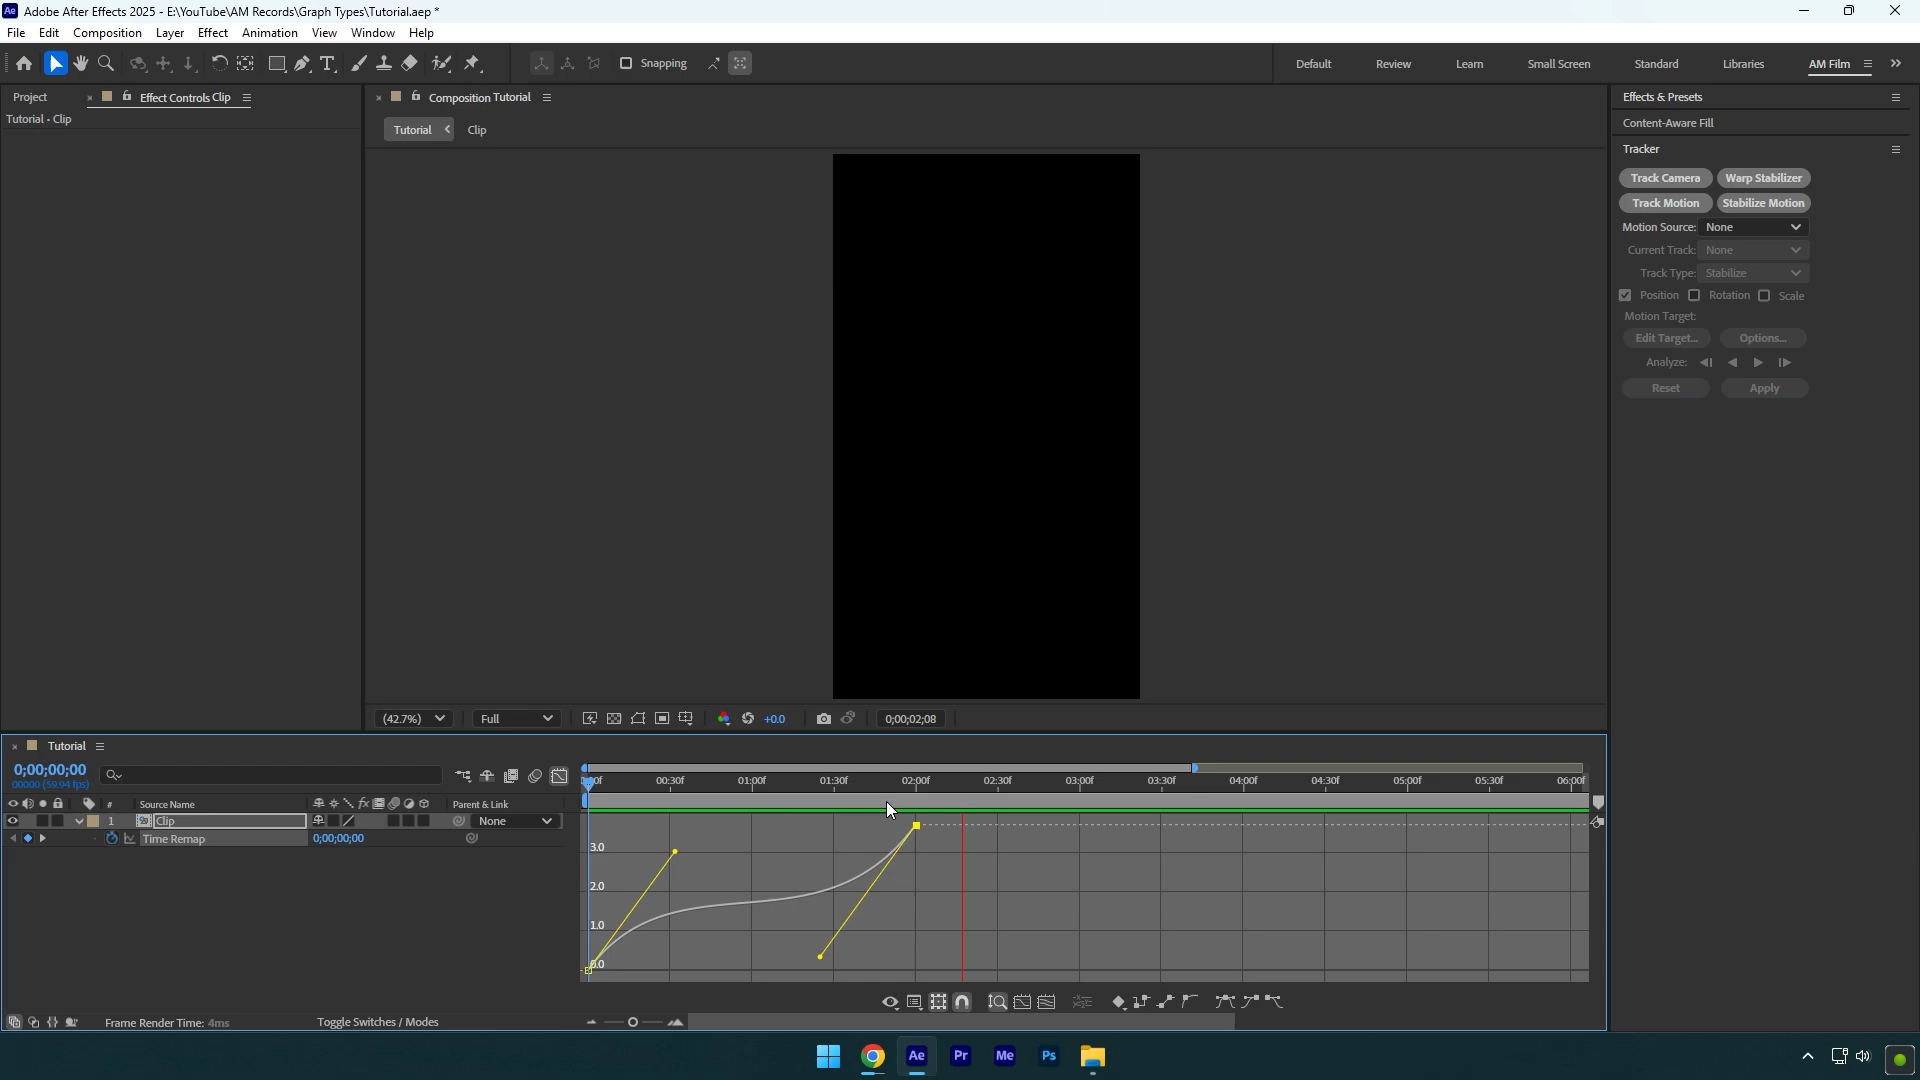 Ae Adobe After Effects 2025 - E:\YouTube\AM Records\Graph Types\Tutorial.aep *
File Edit Composition Layer Effect Animation View Window Help
Snapping Default Review Learn Small Screen Standard Libraries AM Film
Project Effect Controls Clip
Tutorial - Clip
Composition Tutorial
Tutorial Clip
Effects & Presets
Content-Aware Fill
Tracker
Track Camera Warp Stabilizer
Track Motion Stabilize Motion
Motion Source: None
Current Track: None
Track Type: Stabilize
Position Rotation Scale
Motion Target:
Edit Target... Options...
Analyze:
Reset Apply
(42.7%) Full +0.0 0;00;02;08
Tutorial
0;00;00;00
00000 (59.94 fps)
00:30f 01:00f 01:30f 02:00f 02:30f 03:00f 03:30f 04:00f 04:30f 05:00f 05:30f 06:00f
# Source Name fx Parent & Link
1 Clip None
Time Remap 0;00;00;00
3.0
2.0
1.0
0.0
Frame Render Time: 4ms Toggle Switches / Modes
Ae Pr Me Ps